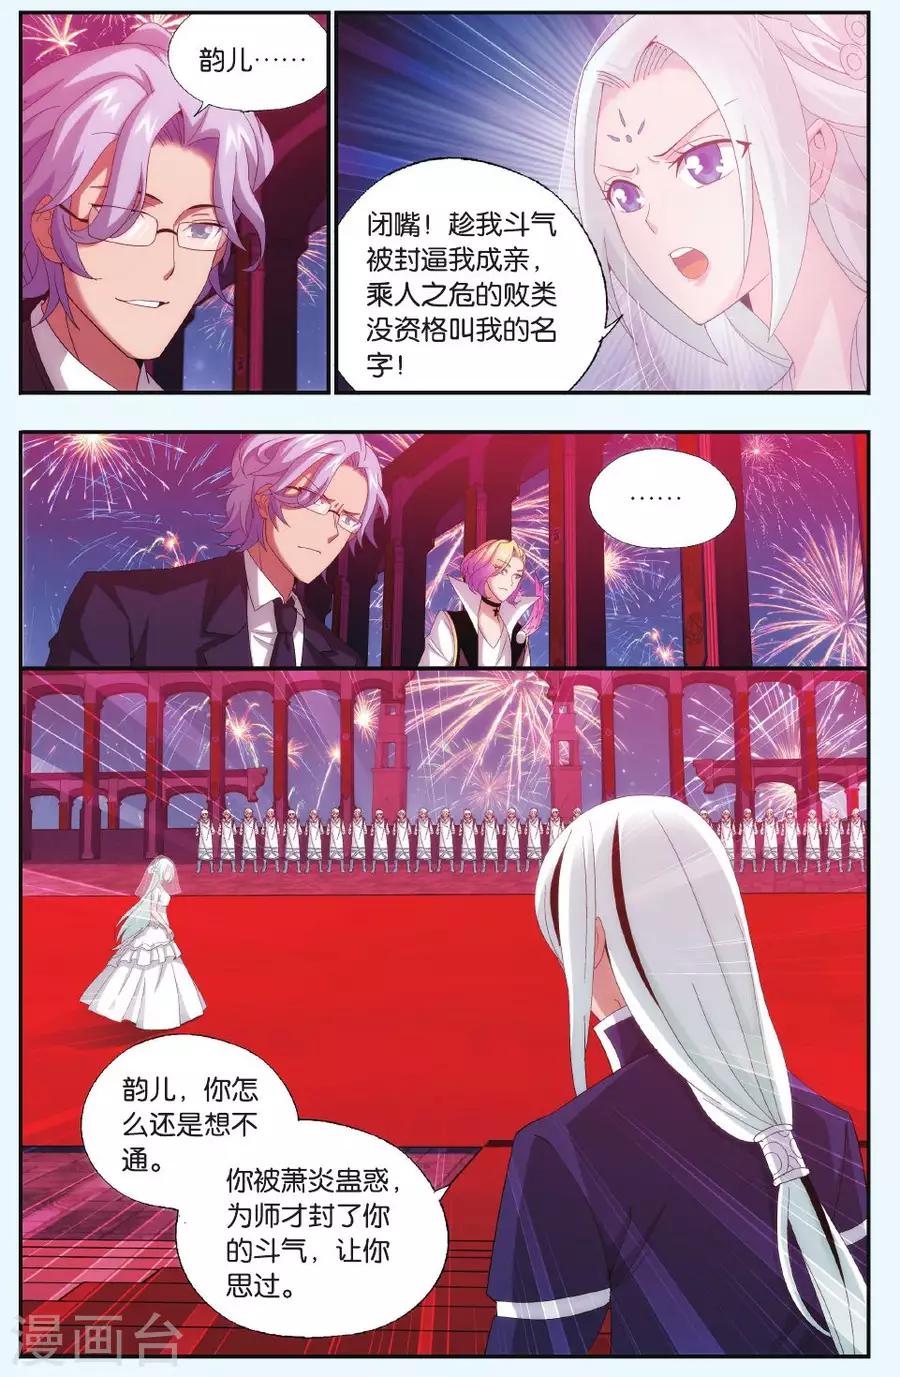 韵儿……
闭嘴！趁我斗气
被封逼我成亲，
乘人之危的败类
没资格叫我的名
字！
……
韵儿，你怎
么还是想不
通。
你被萧炎蛊惑，
为师才封了你
的斗气，让你
思过。
漫画台